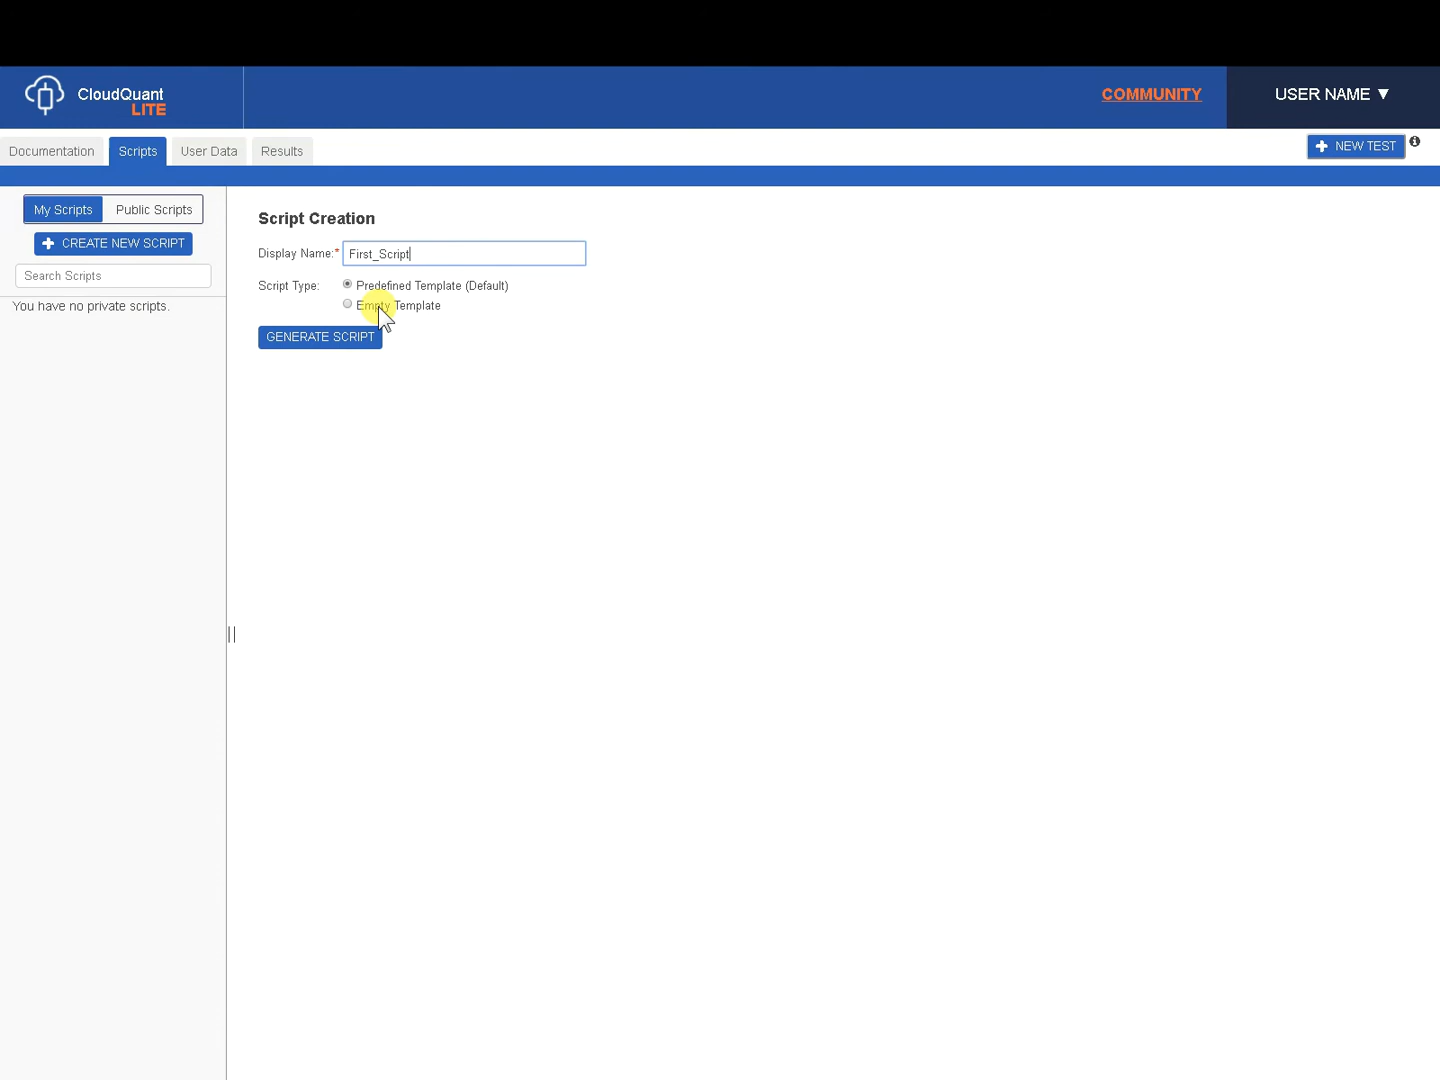 CloudQuant
LITE
COMMUNITY
USER NAME ▼
Documentation
Scripts
User Data
Results
NEW TEST
My Scripts
Public Scripts
CREATE NEW SCRIPT
Search Scripts
You have no private scripts.
Script Creation
Display Name:* First_Script
Script Type: Predefined Template (Default)
Empty Template
GENERATE SCRIPT